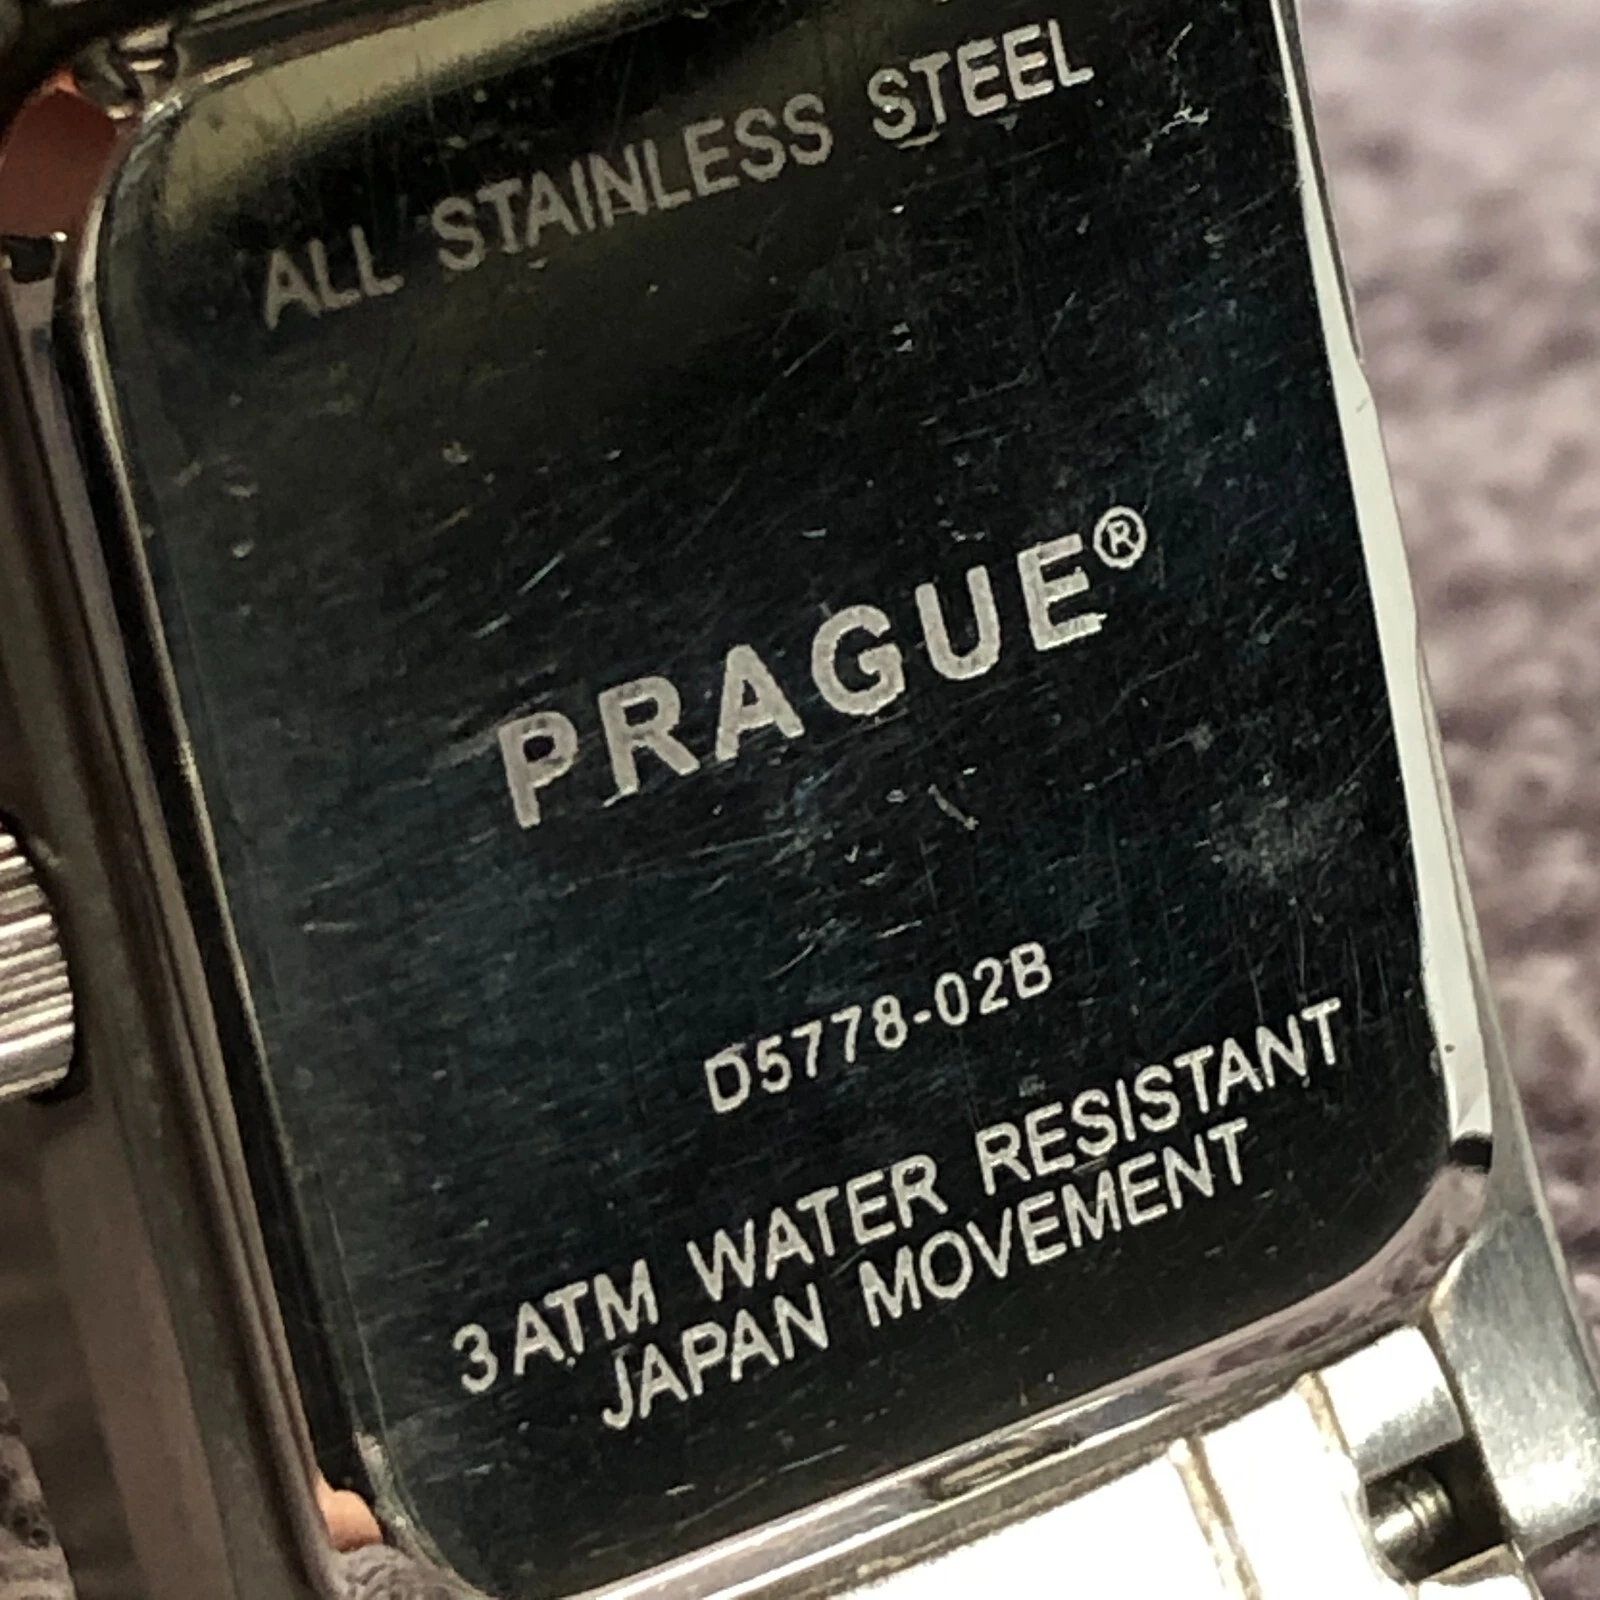 ALL STAINLESS STEEL
PRAGUE®
D5778-02B
3 ATM WATER RESISTANT
JAPAN MOVEMENT